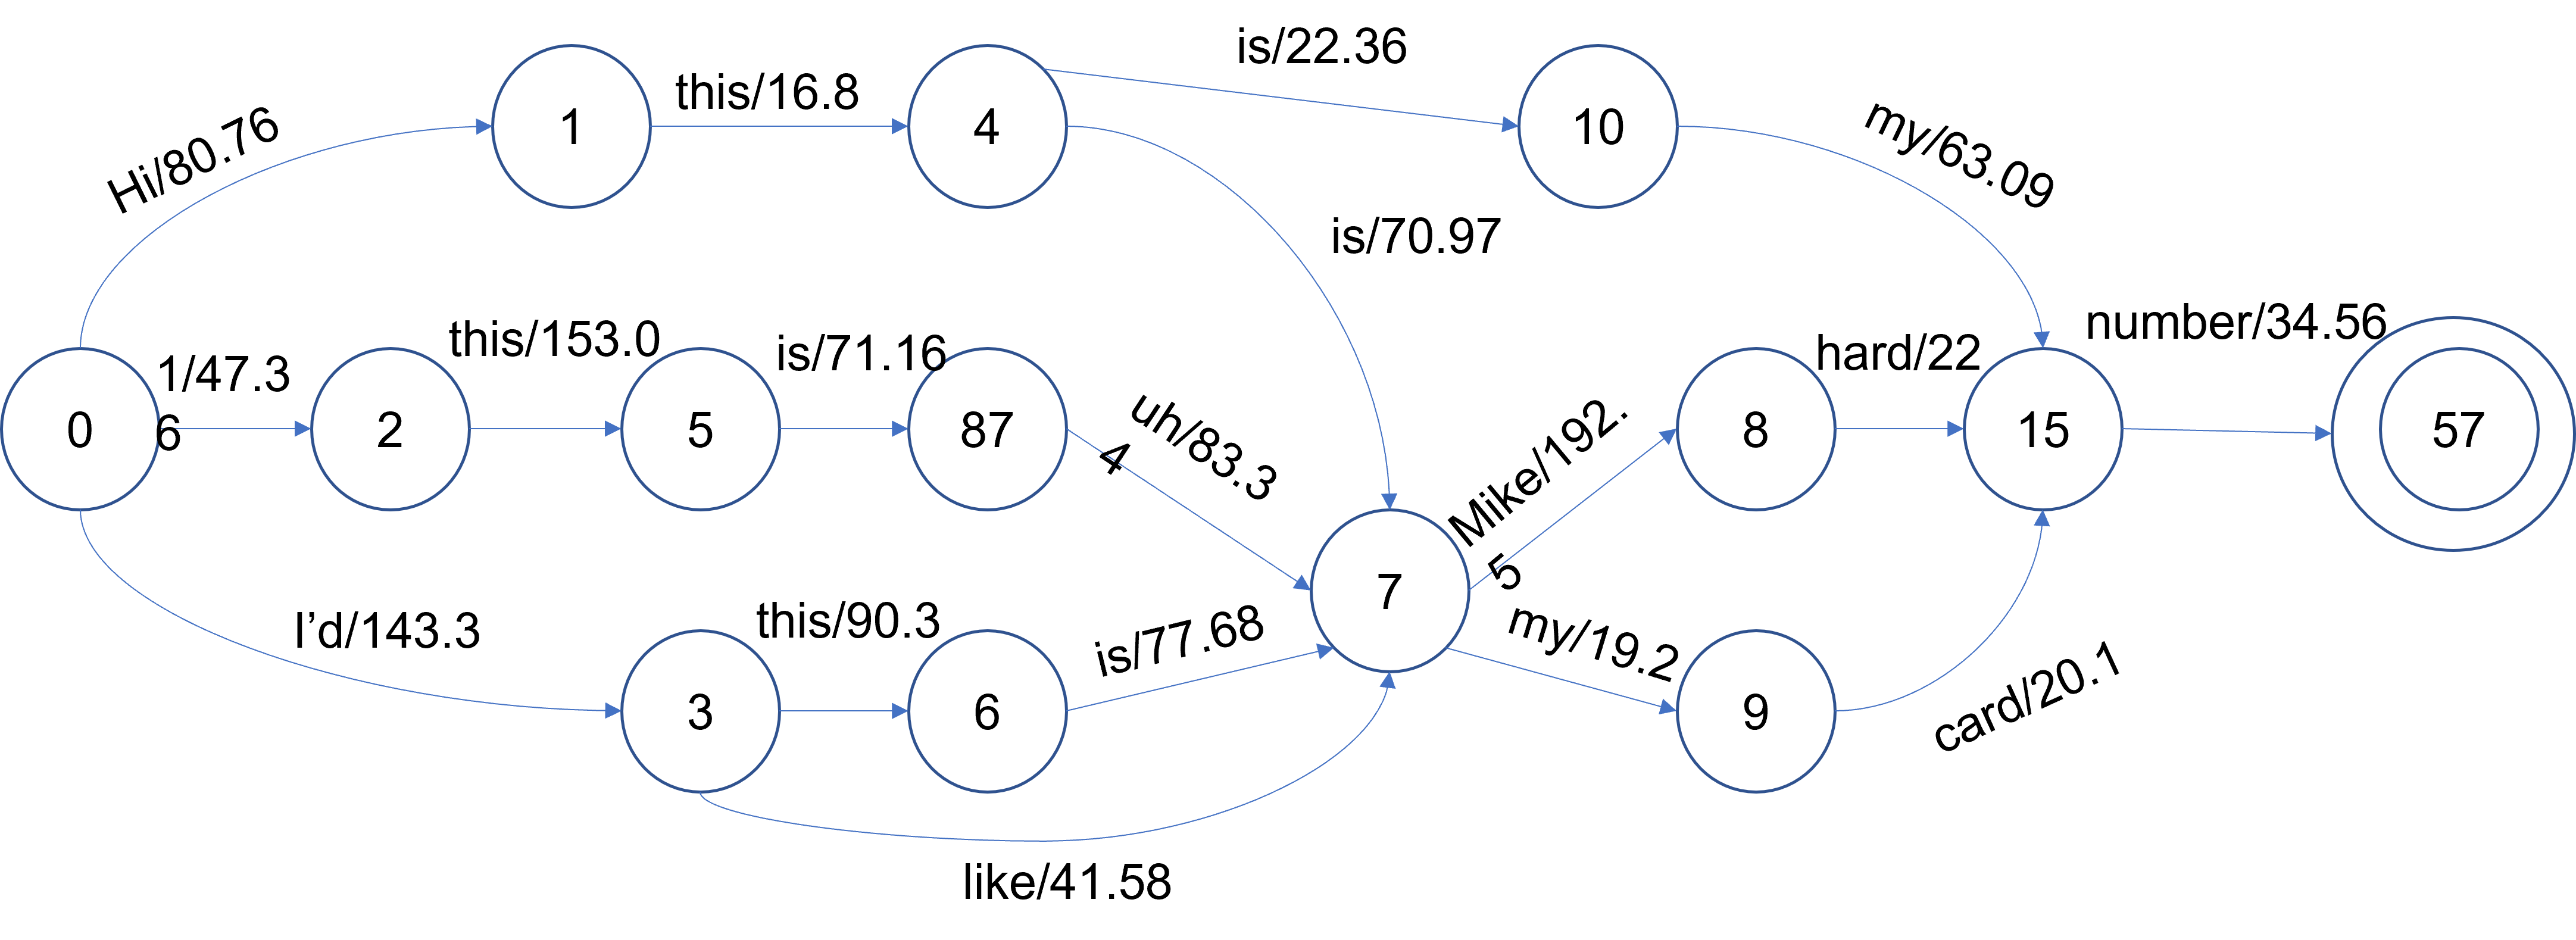 is/22.36
Hi/80.76
1
this/16.8
4
10
my/63.09
is/70.97
0
1/47.3
6
2
this/153.0
5
is/71.16
87
uh/83.3
4
Mike/192.
5
8
hard/22
15
number/34.56
57
7
I’d/143.3
3
this/90.3
6
is/77.68
my/19.2
9
card/20.1
like/41.58